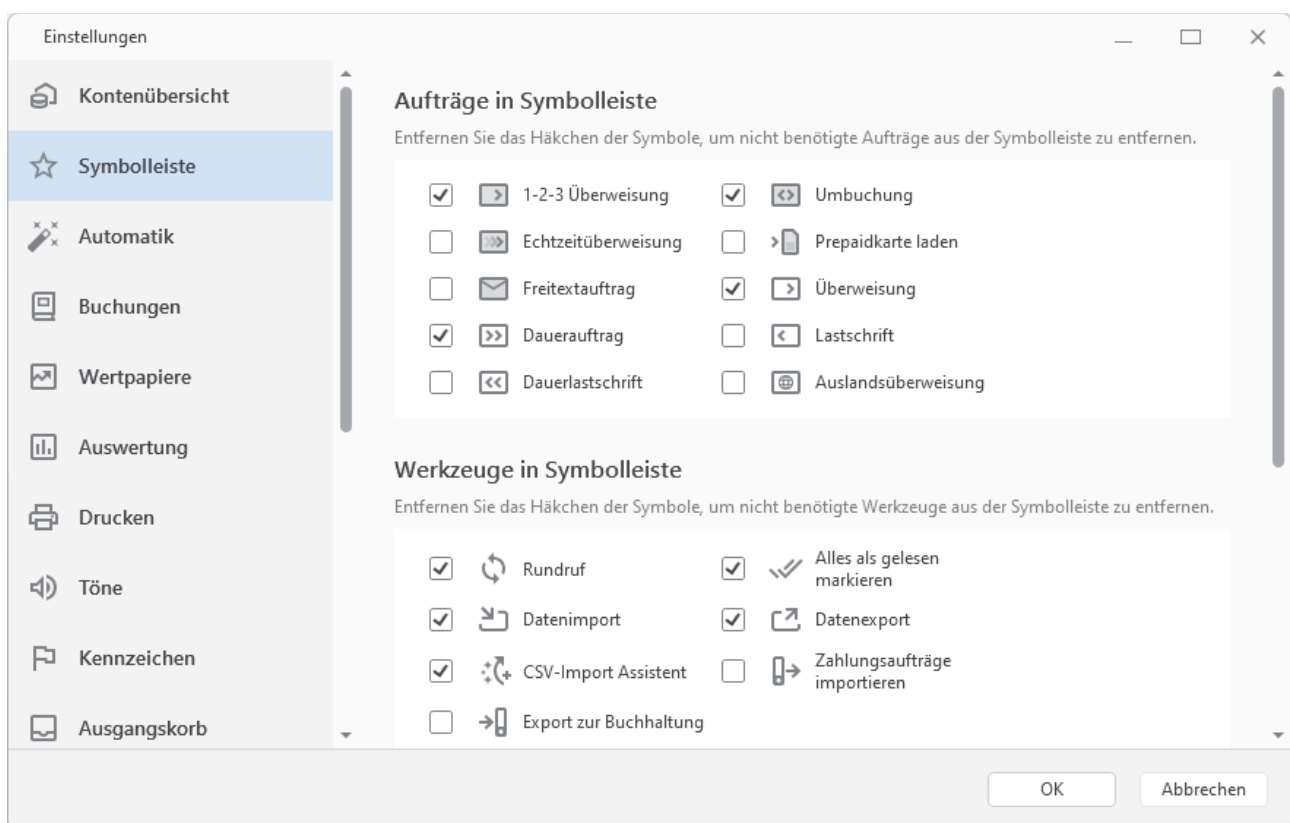 Einstellungen
Kontenübersicht
Symbolleiste
Automatik
Buchungen
Wertpapiere
Auswertung
Drucken
Töne
Kennzeichen
Ausgangskorb
Aufträge in Symbolleiste
Entfernen Sie das Häkchen der Symbole, um nicht benötigte Aufträge aus der Symbolleiste zu entfernen.
1-2-3 Überweisung
Umbuchung
Echtzeitüberweisung
Prepaidkarte laden
Freitextauftrag
Überweisung
Dauerauftrag
Lastschrift
Dauerlastschrift
Auslandsüberweisung
Werkzeuge in Symbolleiste
Entfernen Sie das Häkchen der Symbole, um nicht benötigte Werkzeuge aus der Symbolleiste zu entfernen.
Rundruf
Alles als gelesen
markieren
Datenimport
Datenexport
CSV-Import Assistent
Zahlungsaufträge
importieren
Export zur Buchhaltung
OK
Abbrechen